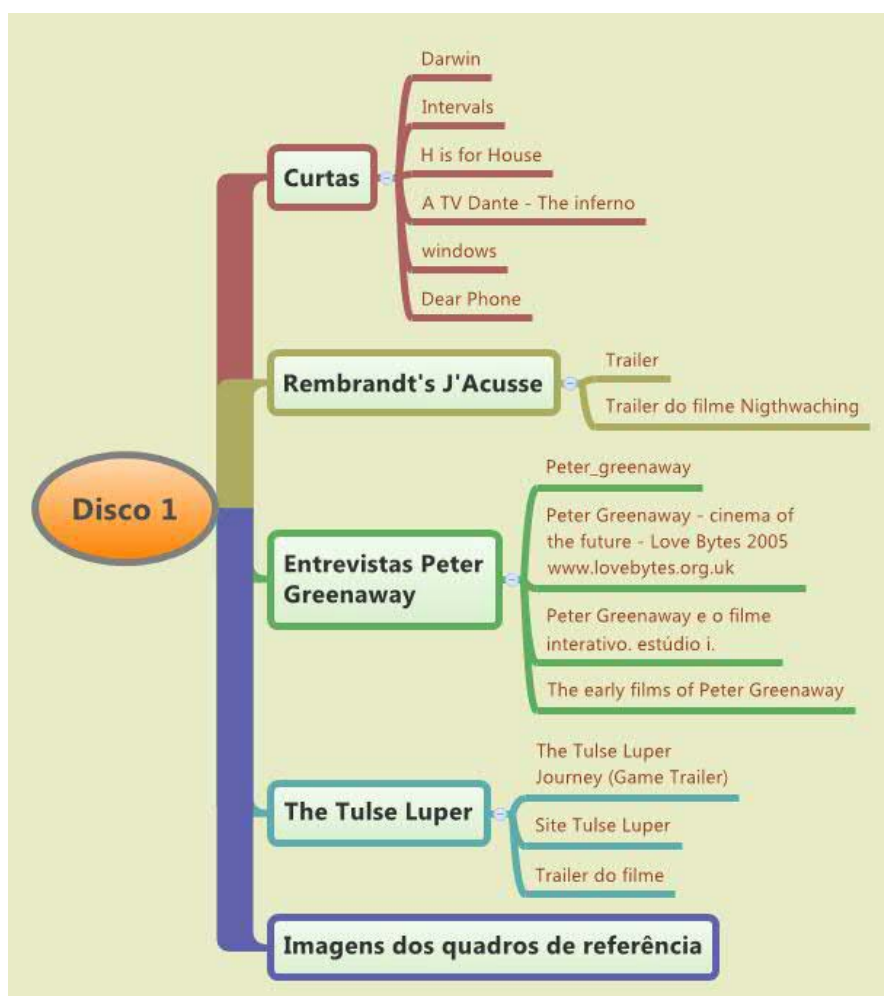 Disco 1
Curtas
Darwin
Intervals
H is for House
A TV Dante - The inferno
windows
Dear Phone
Rembrandt's J'Acusse
Trailer
Trailer do filme Nigthwaching
Entrevistas Peter
Greenaway
Peter_greenaway
Peter Greenaway - cinema of
the future - Love Bytes 2005
www.lovebytes.org.uk
Peter Greenaway e o filme
interativo. estúdio i.
The early films of Peter Greenaway
The Tulse Luper
The Tulse Luper
Journey (Game Trailer)
Site Tulse Luper
Trailer do filme
Imagens dos quadros de referência